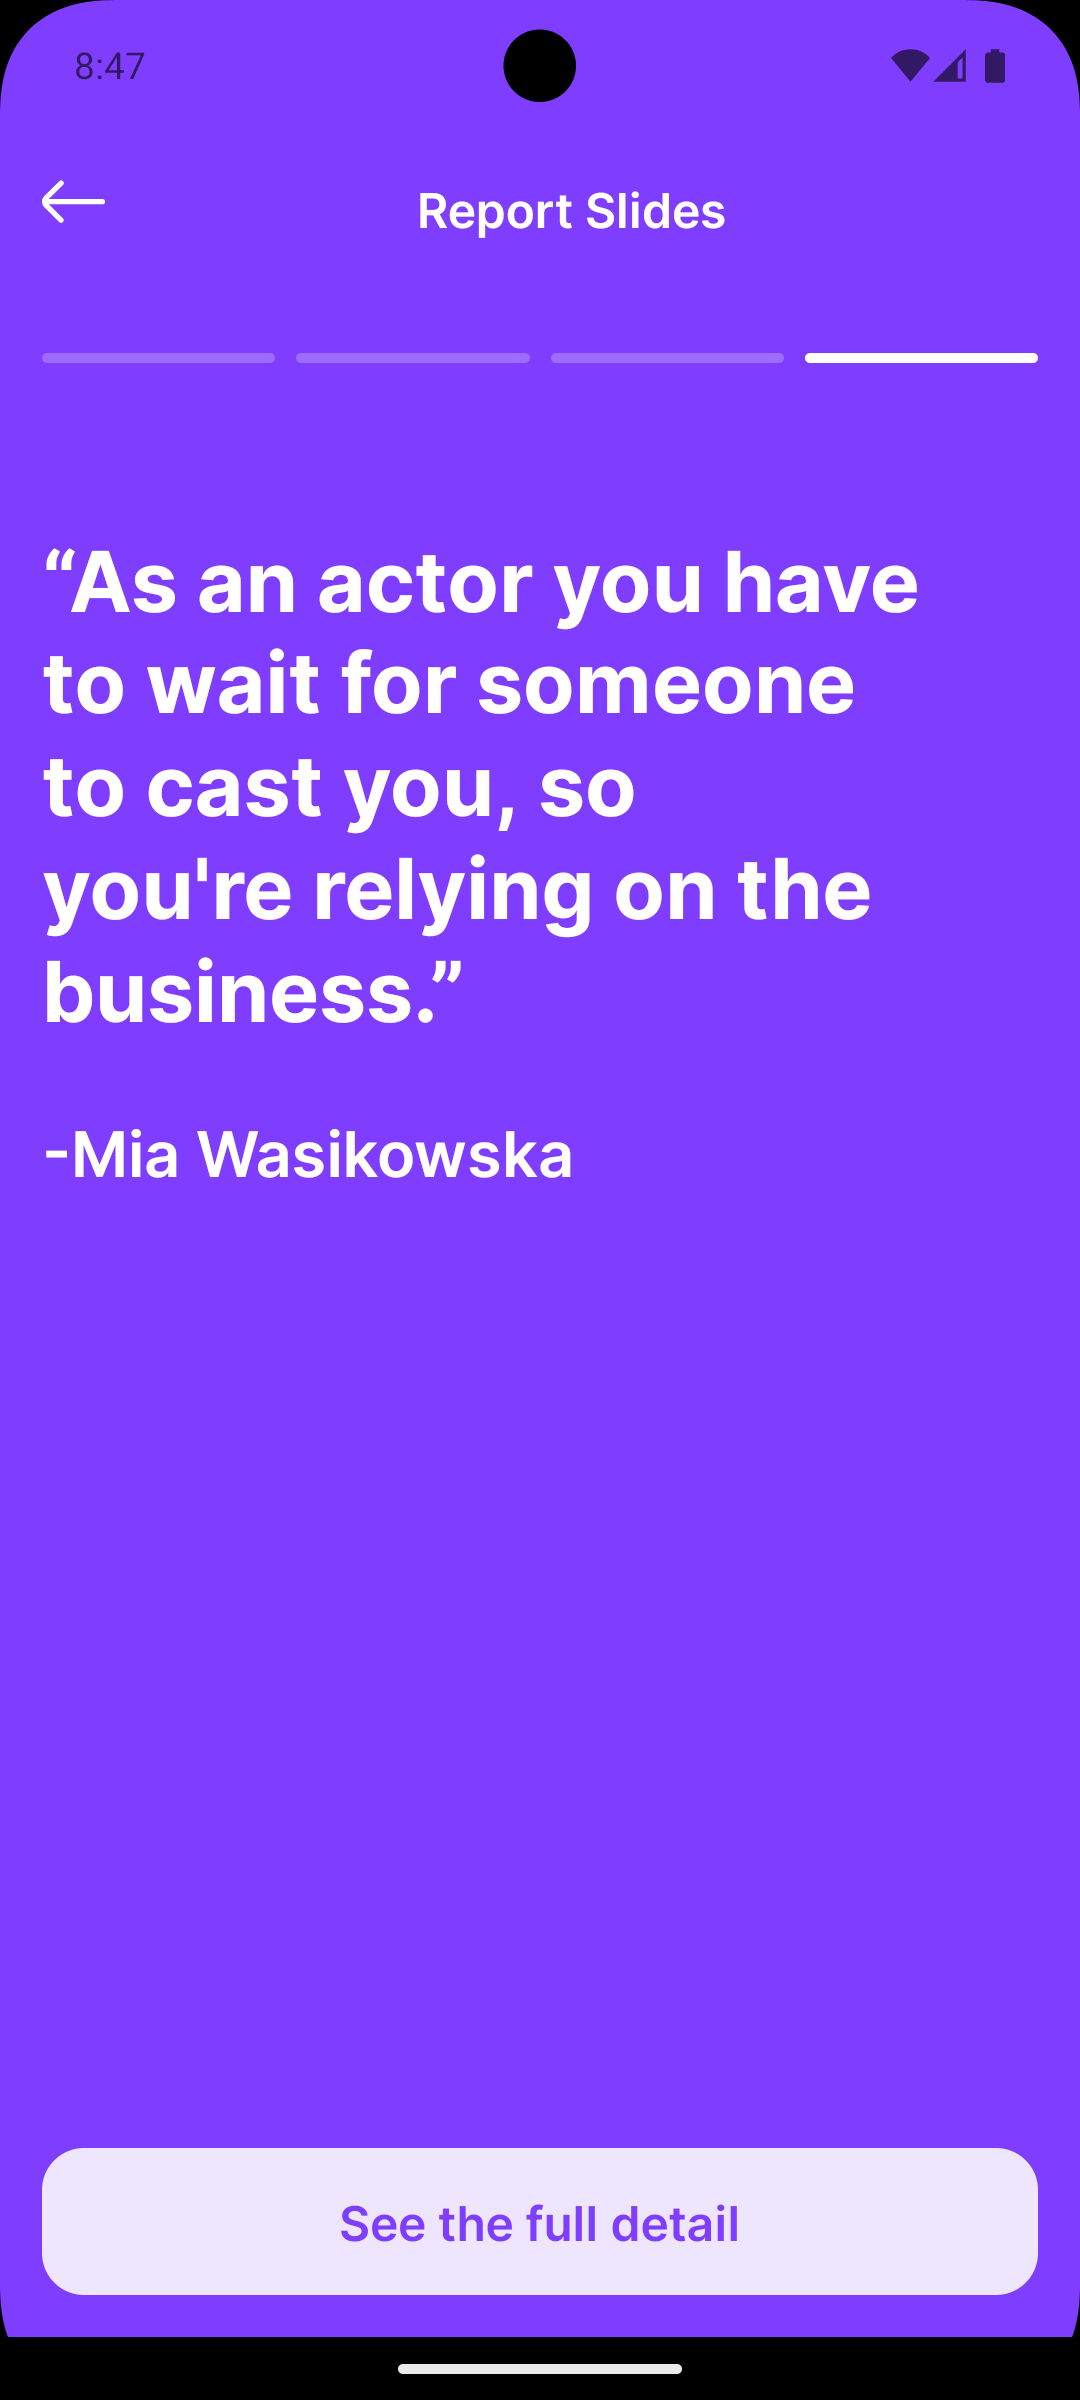 8:47
Report Slides
“As an actor you have
to wait for someone
to cast you, so
you're relying on the
business.”
-Mia Wasikowska
See the full detail